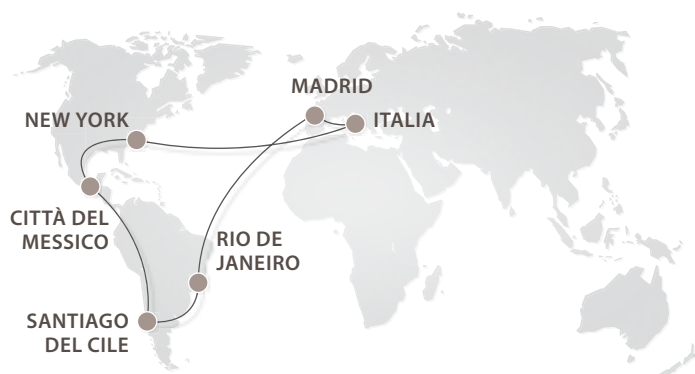 MADRID
NEW YORK
ITALIA
CITTÀ DEL
MESSICO
RIO DE
JANEIRO
SANTIAGO
DEL CILE